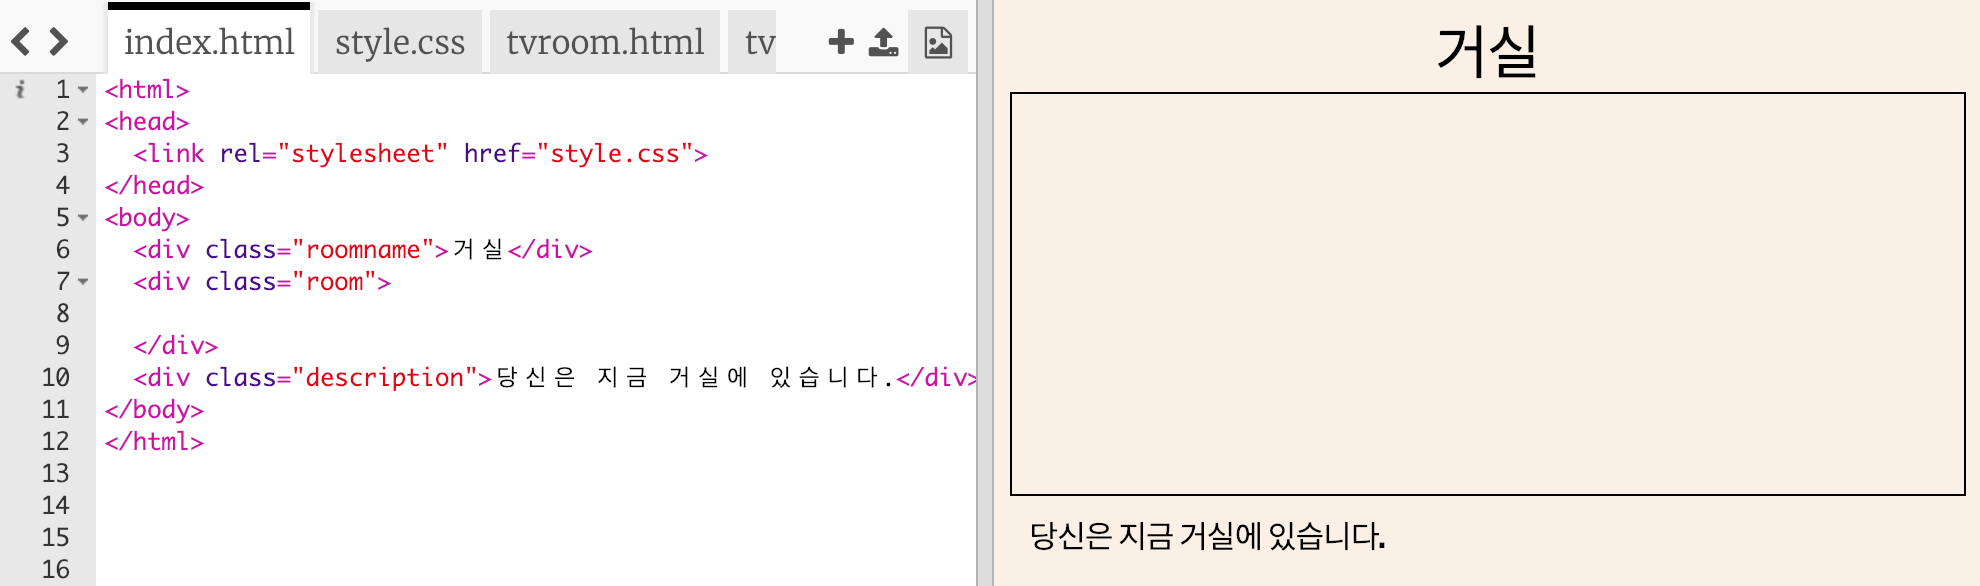 index.html style.css tvroom.html tv
i 1 <html>
2 <head>
3 <link rel="stylesheet" href="style.css">
4 </head>
5 <body>
6 <div class="roomname">거실</div>
7 <div class="room">
8
9 </div>
10 <div class="description">당신은 지금 거실에 있습니다.</div>
11 </body>
12 </html>
13
14
15
16
거실
당신은 지금 거실에 있습니다.